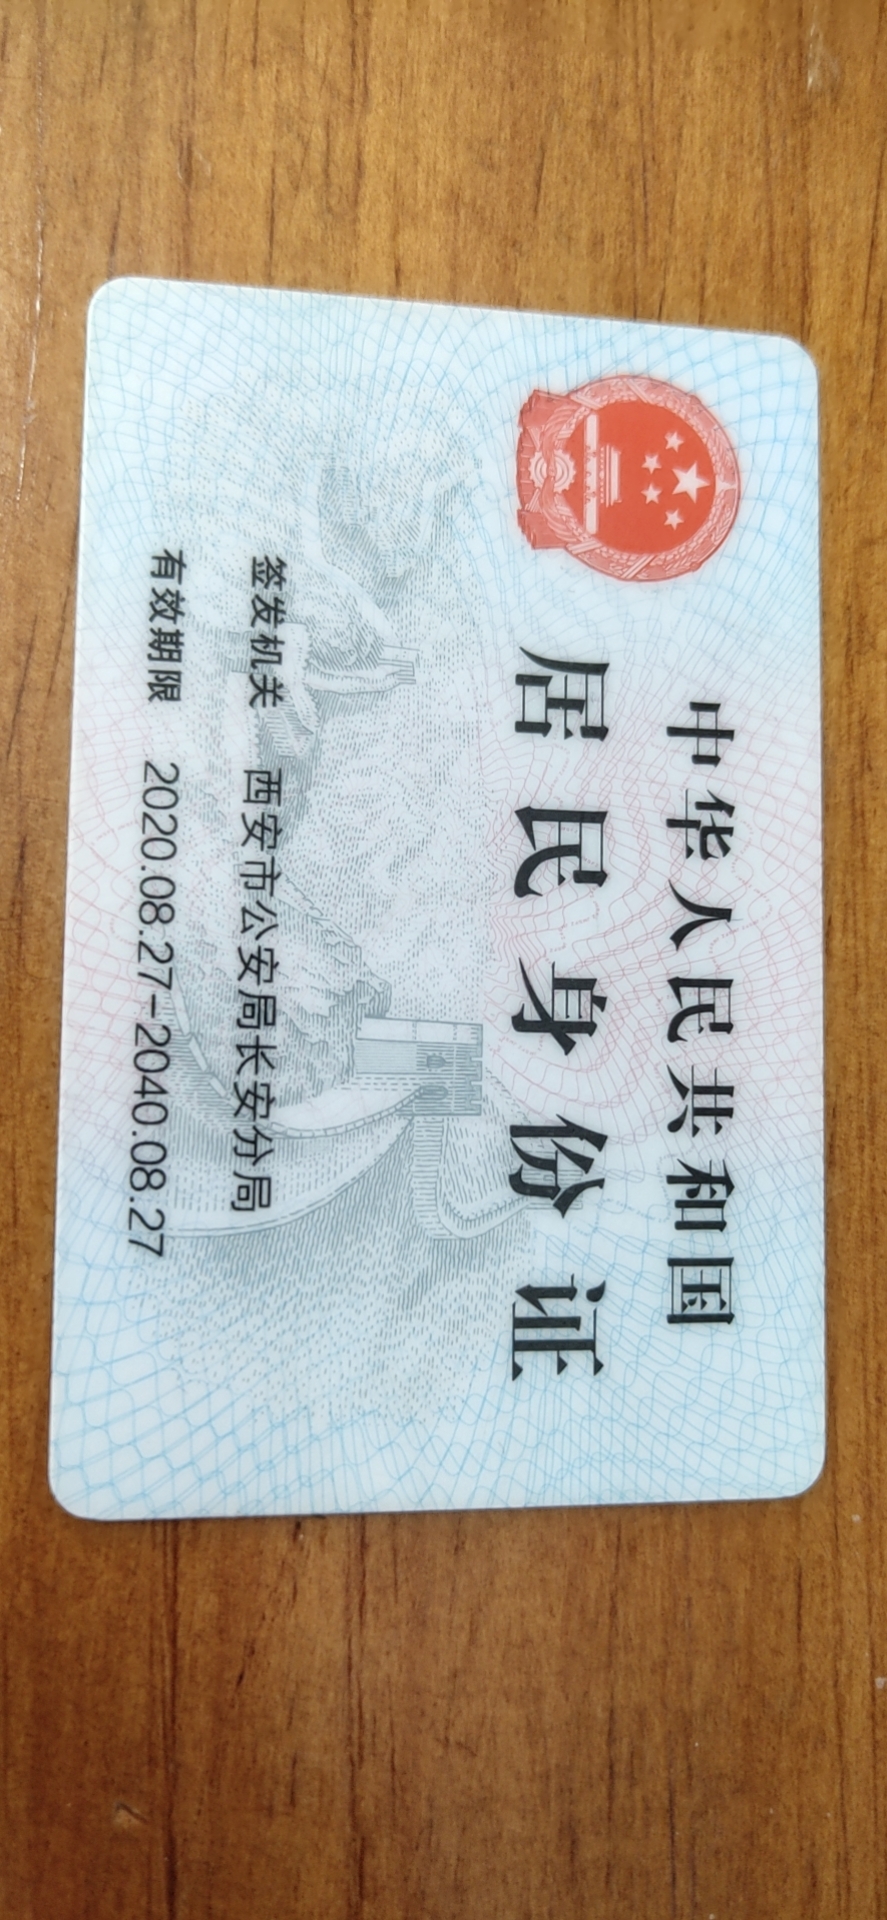 中华人民共和国
居民身份证
签发机关 西安市公安局长安分局
有效期限 2020.08.27-2040.08.27